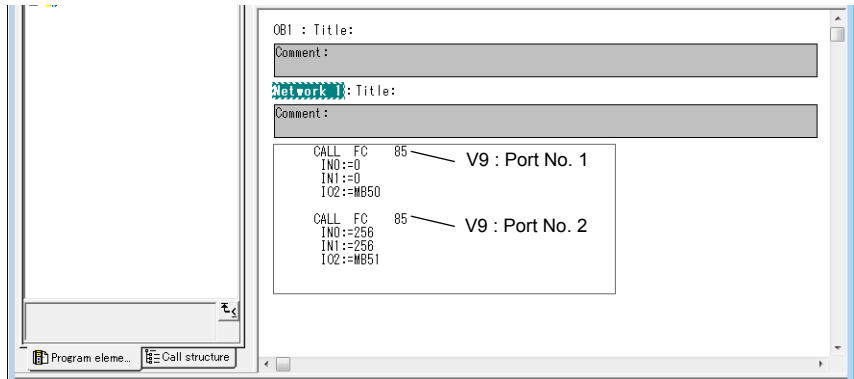 OB1 : Title:
Comment:
Network 1: Title:
Comment:
CALL FC 85 V9 : Port No. 1
IN0:=0
IN1:=0
IO2:=MB50
CALL FC 85 V9 : Port No. 2
IN0:=256
IN1:=256
IO2:=MB51
Program eleme... Call structure